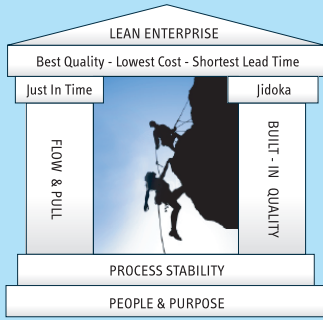 LEAN ENTERPRISE
Best Quality - Lowest Cost - Shortest Lead Time
Just In Time
Jidoka
FLOW & PULL
BUILT - IN QUALITY
PROCESS STABILITY
PEOPLE & PURPOSE